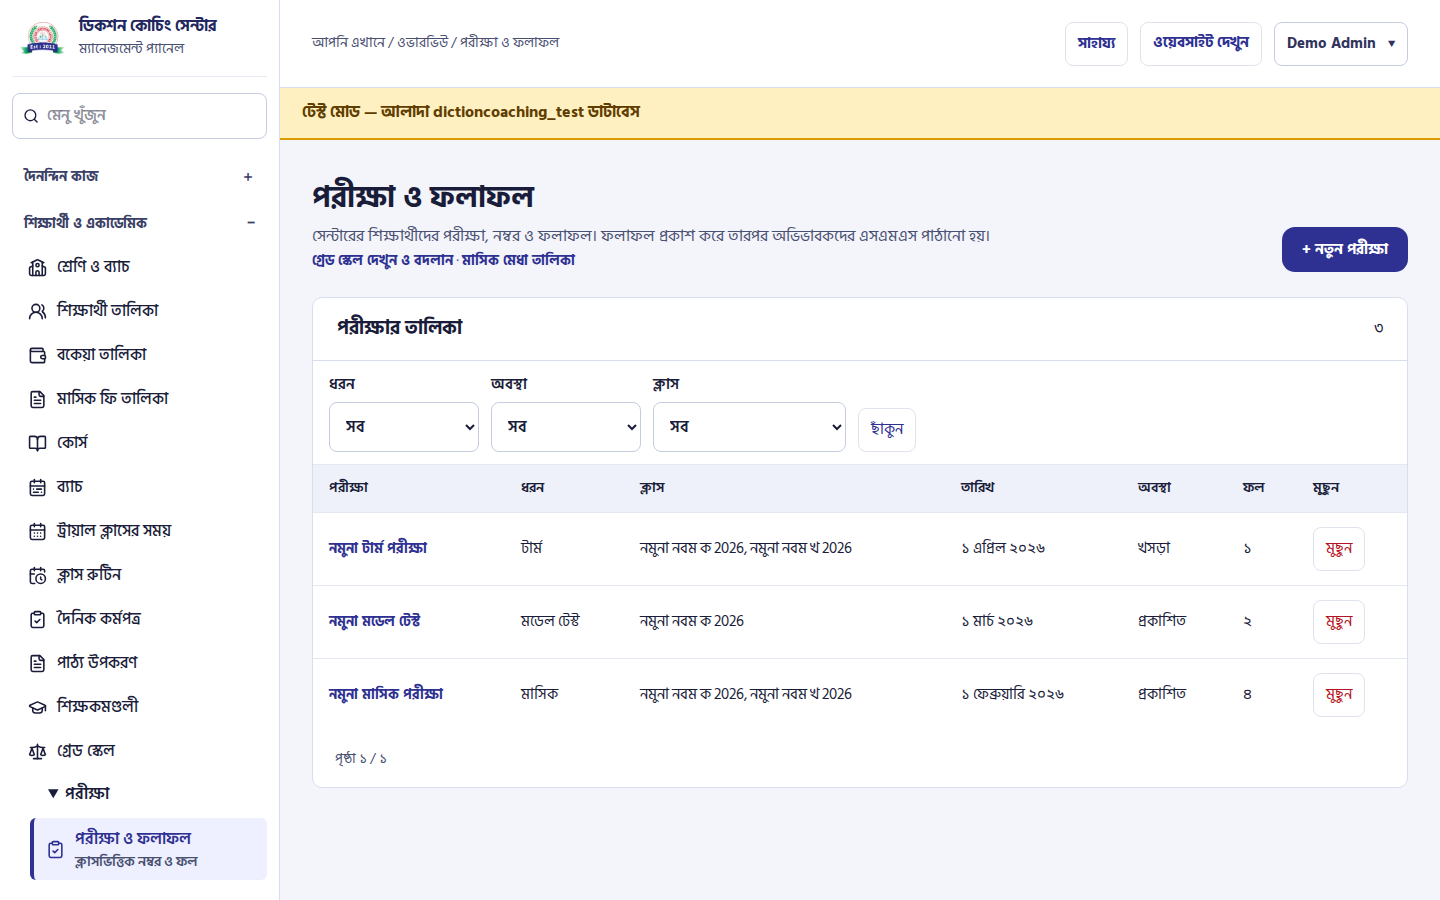 ডিকশন কোচিং সেন্টার
ম্যানেজমেন্ট প্যানেল
Est : 2011
মেনু খুঁজুন
দৈনন্দিন কাজ +
শিক্ষার্থী ও একাডেমিক −
শ্রেণি ও ব্যাচ
শিক্ষার্থী তালিকা
বকেয়া তালিকা
মাসিক ফি তালিকা
কোর্স
ব্যাচ
ট্রায়াল ক্লাসের সময়
ক্লাস রুটিন
দৈনিক কর্মপত্র
পাঠ্য উপকরণ
শিক্ষকমণ্ডলী
গ্রেড স্কেল
▼ পরীক্ষা
পরীক্ষা ও ফলাফল
ক্লাসভিত্তিক নম্বর ও ফল
আপনি এখানে / ওভারভিউ / পরীক্ষা ও ফলাফল
সাহায্য
ওয়েবসাইট দেখুন
Demo Admin ▼
টেস্ট মোড — আলাদা dictioncoaching_test ডাটাবেস
পরীক্ষা ও ফলাফল
সেন্টারের শিক্ষার্থীদের পরীক্ষা, নম্বর ও ফলাফল। ফলাফল প্রকাশ করে তারপর অভিভাবকদের এসএমএস পাঠানো হয়।
গ্রেড স্কেল দেখুন ও বদলান · মাসিক মেধা তালিকা
+ নতুন পরীক্ষা
পরীক্ষার তালিকা ৩
ধরন অবস্থা ক্লাস
সব সব সব ছাঁকুন
পরীক্ষা ধরন ক্লাস তারিখ অবস্থা ফল মুছুন
নমুনা টার্ম পরীক্ষা টার্ম নমুনা নবম ক 2026, নমুনা নবম খ 2026 ১ এপ্রিল ২০২৬ খসড়া ১ মুছুন
নমুনা মডেল টেস্ট মডেল টেস্ট নমুনা নবম ক 2026 ১ মার্চ ২০২৬ প্রকাশিত ২ মুছুন
নমুনা মাসিক পরীক্ষা মাসিক নমুনা নবম ক 2026, নমুনা নবম খ 2026 ১ ফেব্রুয়ারি ২০২৬ প্রকাশিত ৪ মুছুন
পৃষ্ঠা ১ / ১